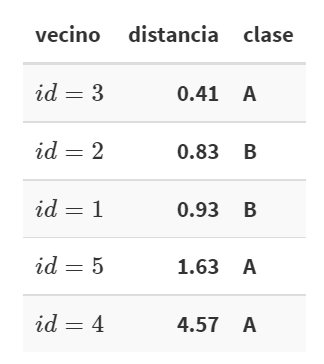 vecino distancia clase
id = 3 0.41 A
id = 2 0.83 B
id = 1 0.93 B
id = 5 1.63 A
id = 4 4.57 A